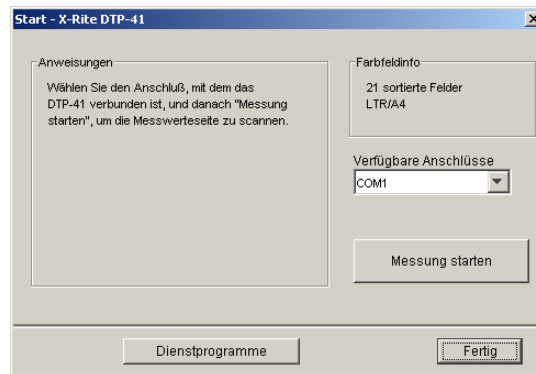 Start - X-Rite DTP-41
Anweisungen
Wählen Sie den Anschluß, mit dem das
DTP-41 verbunden ist, und danach "Messung
starten", um die Messwerteseite zu scannen.
Farbfeldinfo
21 sortierte Felder
LTR/A4
Verfügbare Anschlüsse
COM1
Messung starten
Dienstprogramme
Fertig